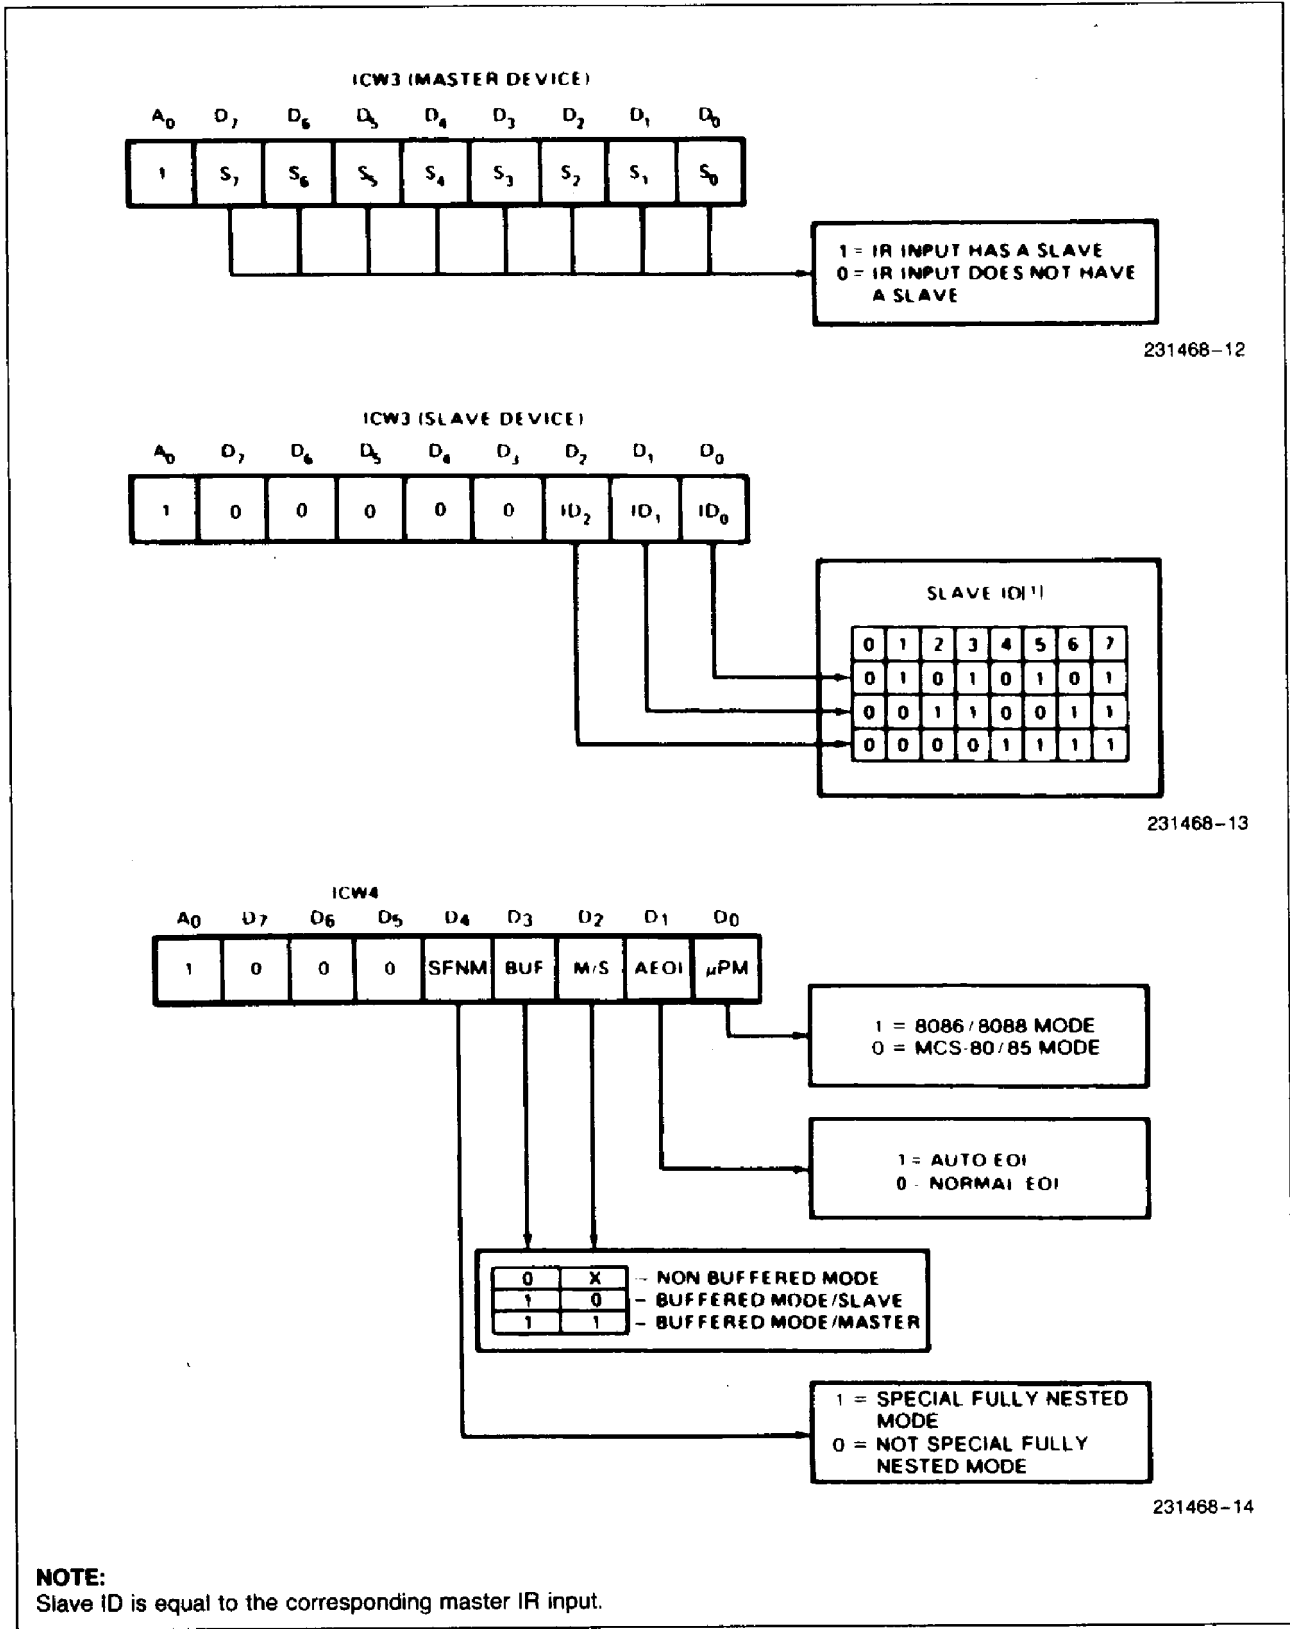 ICW3 (MASTER DEVICE)
A0 D7 D6 D5 D4 D3 D2 D1 D0
1 S7 S6 S5 S4 S3 S2 S1 S0
1 = IR INPUT HAS A SLAVE
0 = IR INPUT DOES NOT HAVE
A SLAVE
231468-12
ICW3 (SLAVE DEVICE)
A0 D7 D6 D5 D4 D3 D2 D1 D0
1 0 0 0 0 0 ID2 ID1 ID0
SLAVE ID(1)
0 1 2 3 4 5 6 7
0 1 0 1 0 1 0 1
0 0 1 1 0 0 1 1
0 0 0 0 1 1 1 1
231468-13
ICW4
A0 D7 D6 D5 D4 D3 D2 D1 D0
1 0 0 0 SFNM BUF M/S AEOI µPM
1 = 8086/8088 MODE
0 = MCS-80/85 MODE
1 = AUTO EOI
0 - NORMAL EOI
0 X - NON BUFFERED MODE
1 0 - BUFFERED MODE/SLAVE
1 1 - BUFFERED MODE/MASTER
1 = SPECIAL FULLY NESTED
MODE
0 = NOT SPECIAL FULLY
NESTED MODE
231468-14
NOTE:
Slave ID is equal to the corresponding master IR input.